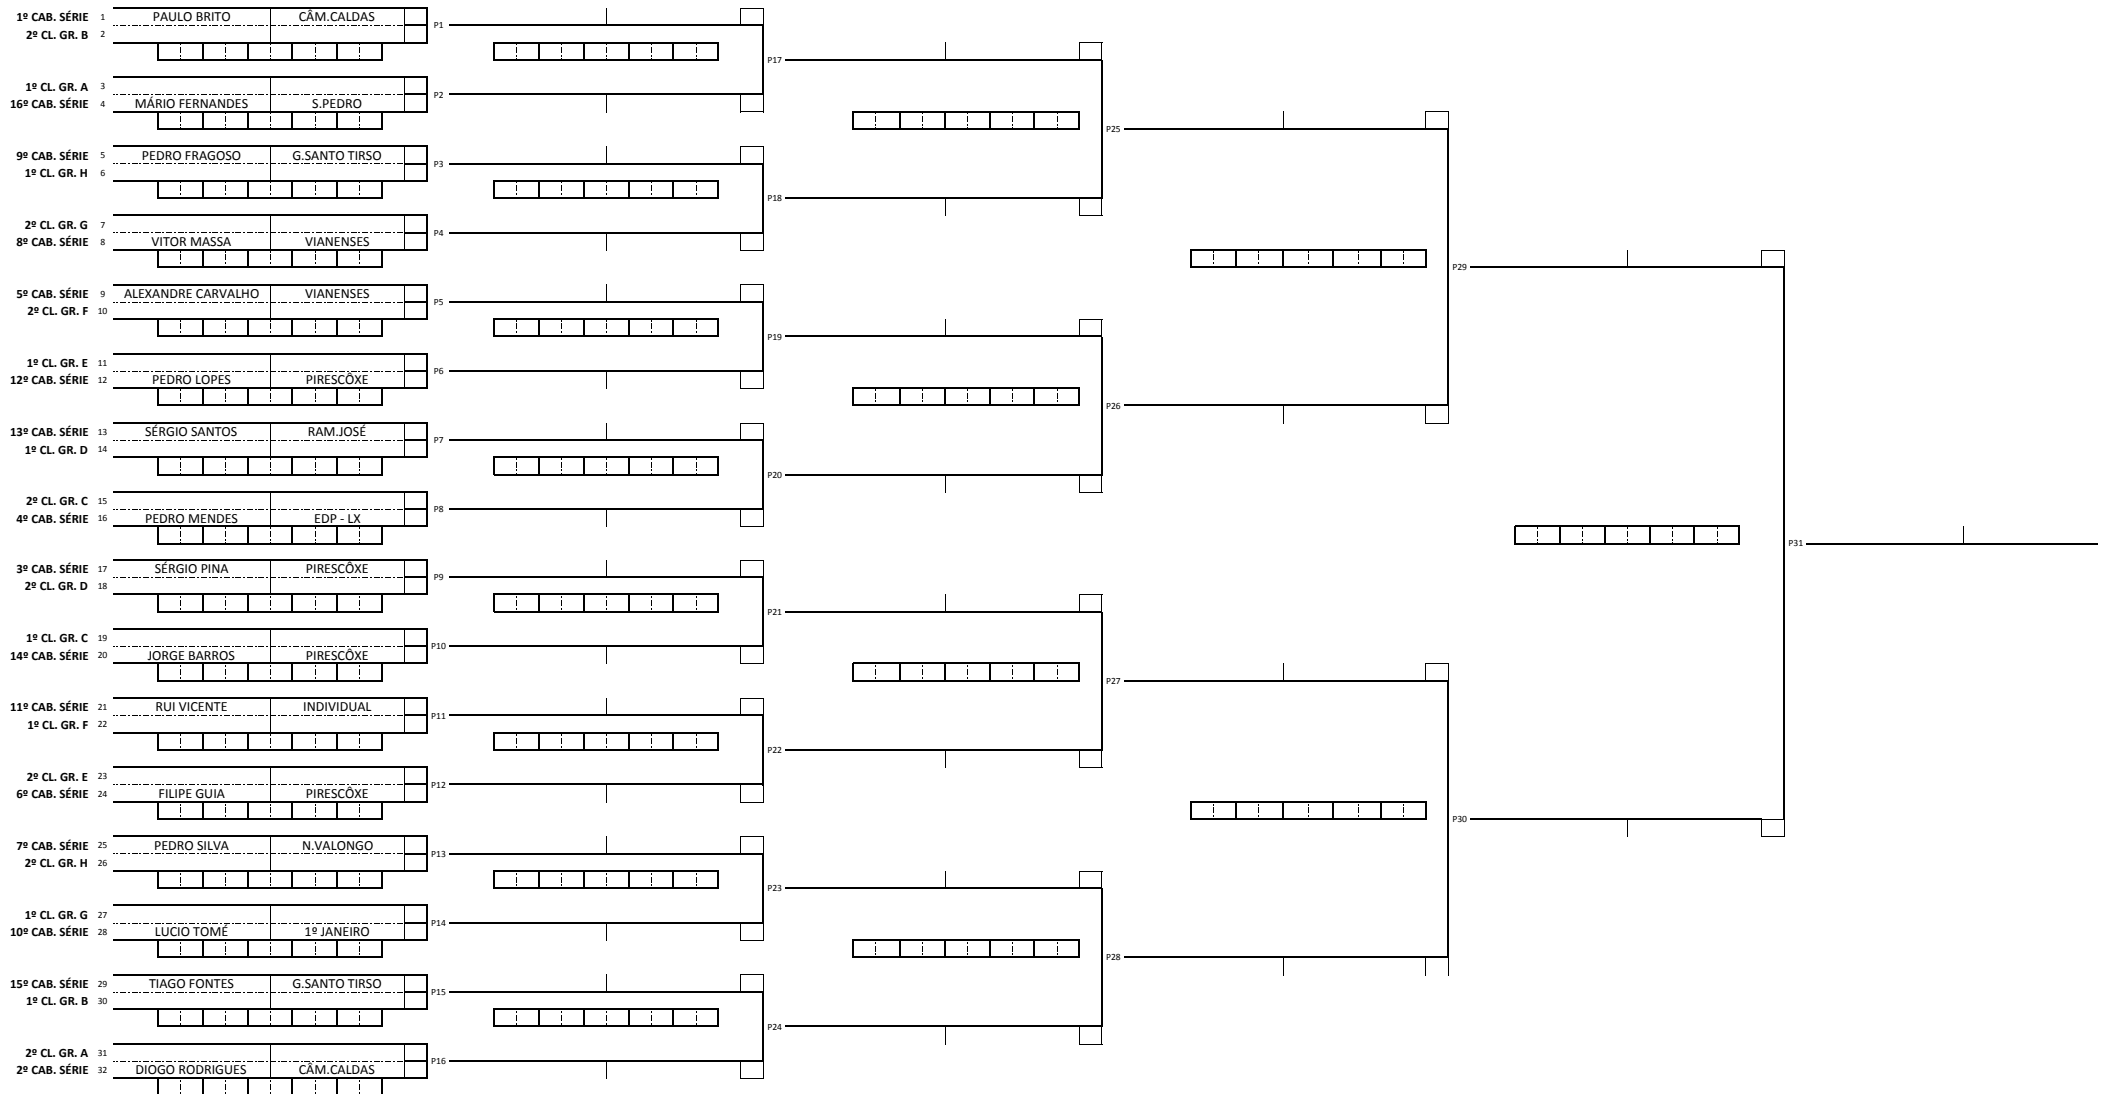 1º CAB. SÉRIE 1 PAULO BRITO CÂM.CALDAS
P1
2º CL. GR. B 2
P17
1º CL. GR. A 3
P2
16º CAB. SÉRIE 4 MÁRIO FERNANDES S.PEDRO
P25
9º CAB. SÉRIE 5 PEDRO FRAGOSO G.SANTO TIRSO
P3
1º CL. GR. H 6
P18
2º CL. GR. G 7
P4
8º CAB. SÉRIE 8 VITOR MASSA VIANENSES
P29
5º CAB. SÉRIE 9 ALEXANDRE CARVALHO VIANENSES
P5
2º CL. GR. F 10
P19
1º CL. GR. E 11
P6
12º CAB. SÉRIE 12 PEDRO LOPES PIRESCÔXE
P26
13º CAB. SÉRIE 13 SÉRGIO SANTOS RAM.JOSÉ
P7
1º CL. GR. D 14
P20
2º CL. GR. C 15
P8
4º CAB. SÉRIE 16 PEDRO MENDES EDP - LX
P31
3º CAB. SÉRIE 17 SÉRGIO PINA PIRESCÔXE
P9
2º CL. GR. D 18
P21
1º CL. GR. C 19
P10
14º CAB. SÉRIE 20 JORGE BARROS PIRESCÔXE
P27
11º CAB. SÉRIE 21 RUI VICENTE INDIVIDUAL
P11
1º CL. GR. F 22
P22
2º CL. GR. E 23
P12
6º CAB. SÉRIE 24 FILIPE GUIA PIRESCÔXE
P30
7º CAB. SÉRIE 25 PEDRO SILVA N.VALONGO
P13
2º CL. GR. H 26
P23
1º CL. GR. G 27
P14
10º CAB. SÉRIE 28 LUCIO TOMÉ 1º JANEIRO
P28
15º CAB. SÉRIE 29 TIAGO FONTES G.SANTO TIRSO
P15
1º CL. GR. B 30
P24
2º CL. GR. A 31
P16
2º CAB. SÉRIE 32 DIOGO RODRIGUES CÂM.CALDAS